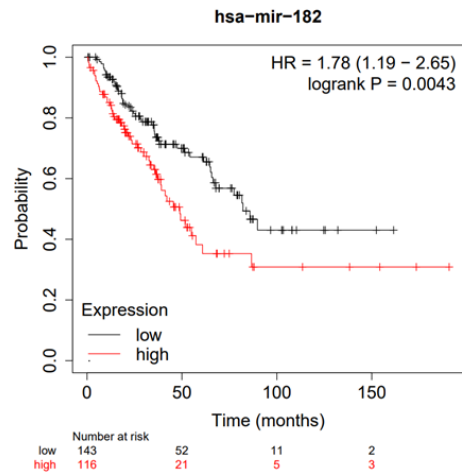 hsa−mir−182
HR = 1.78 (1.19 − 2.65)
logrank P = 0.0043
Probability
1.0
0.8
0.6
0.4
0.2
0.0
Expression
low
high
0 50 100 150
Time (months)
Number at risk
low 143 52 11 2
high 116 21 5 3